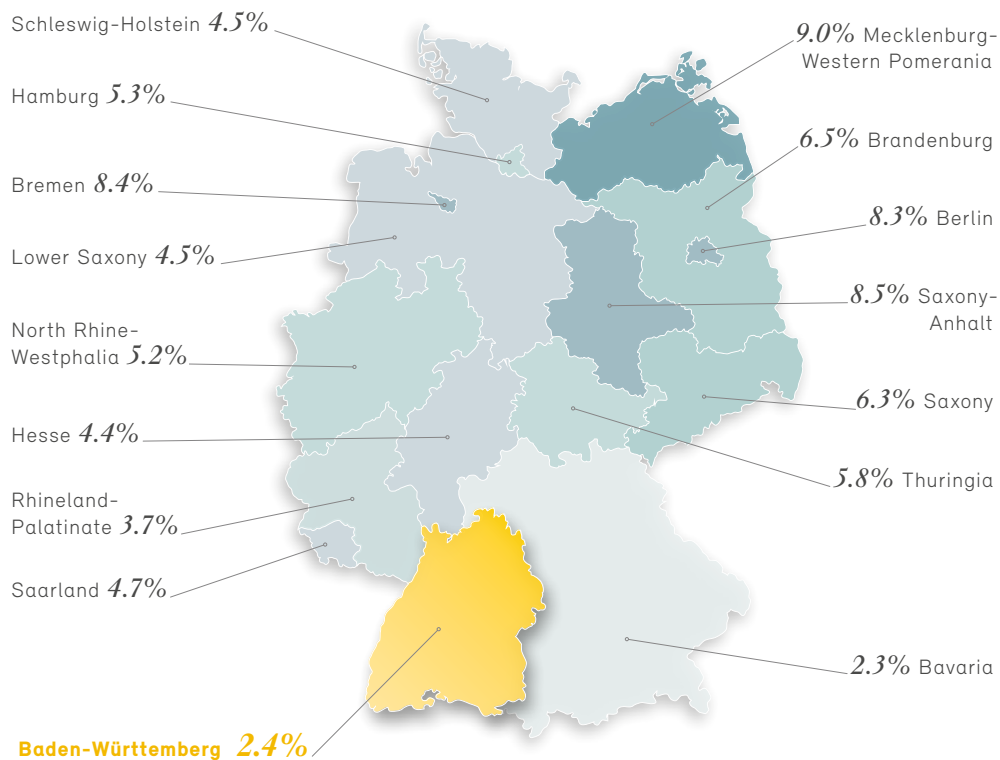 Schleswig-Holstein 4.5%
Hamburg 5.3%
Bremen 8.4%
Lower Saxony 4.5%
North Rhine-
Westphalia 5.2%
Hesse 4.4%
Rhineland-
Palatinate 3.7%
Saarland 4.7%
Baden-Württemberg 2.4%
9.0% Mecklenburg-
Western Pomerania
6.5% Brandenburg
8.3% Berlin
8.5% Saxony-
Anhalt
6.3% Saxony
5.8% Thuringia
2.3% Bavaria